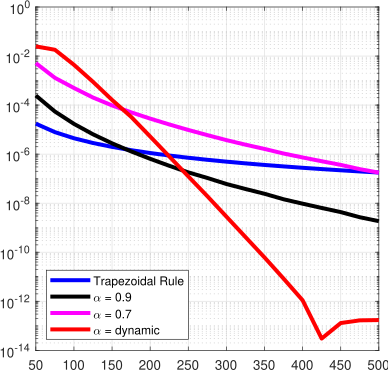 10^0
10^-2
10^-4
10^-6
10^-8
10^-10
10^-12
10^-14
Trapezoidal Rule
α = 0.9
α = 0.7
α = dynamic
50 100 150 200 250 300 350 400 450 500